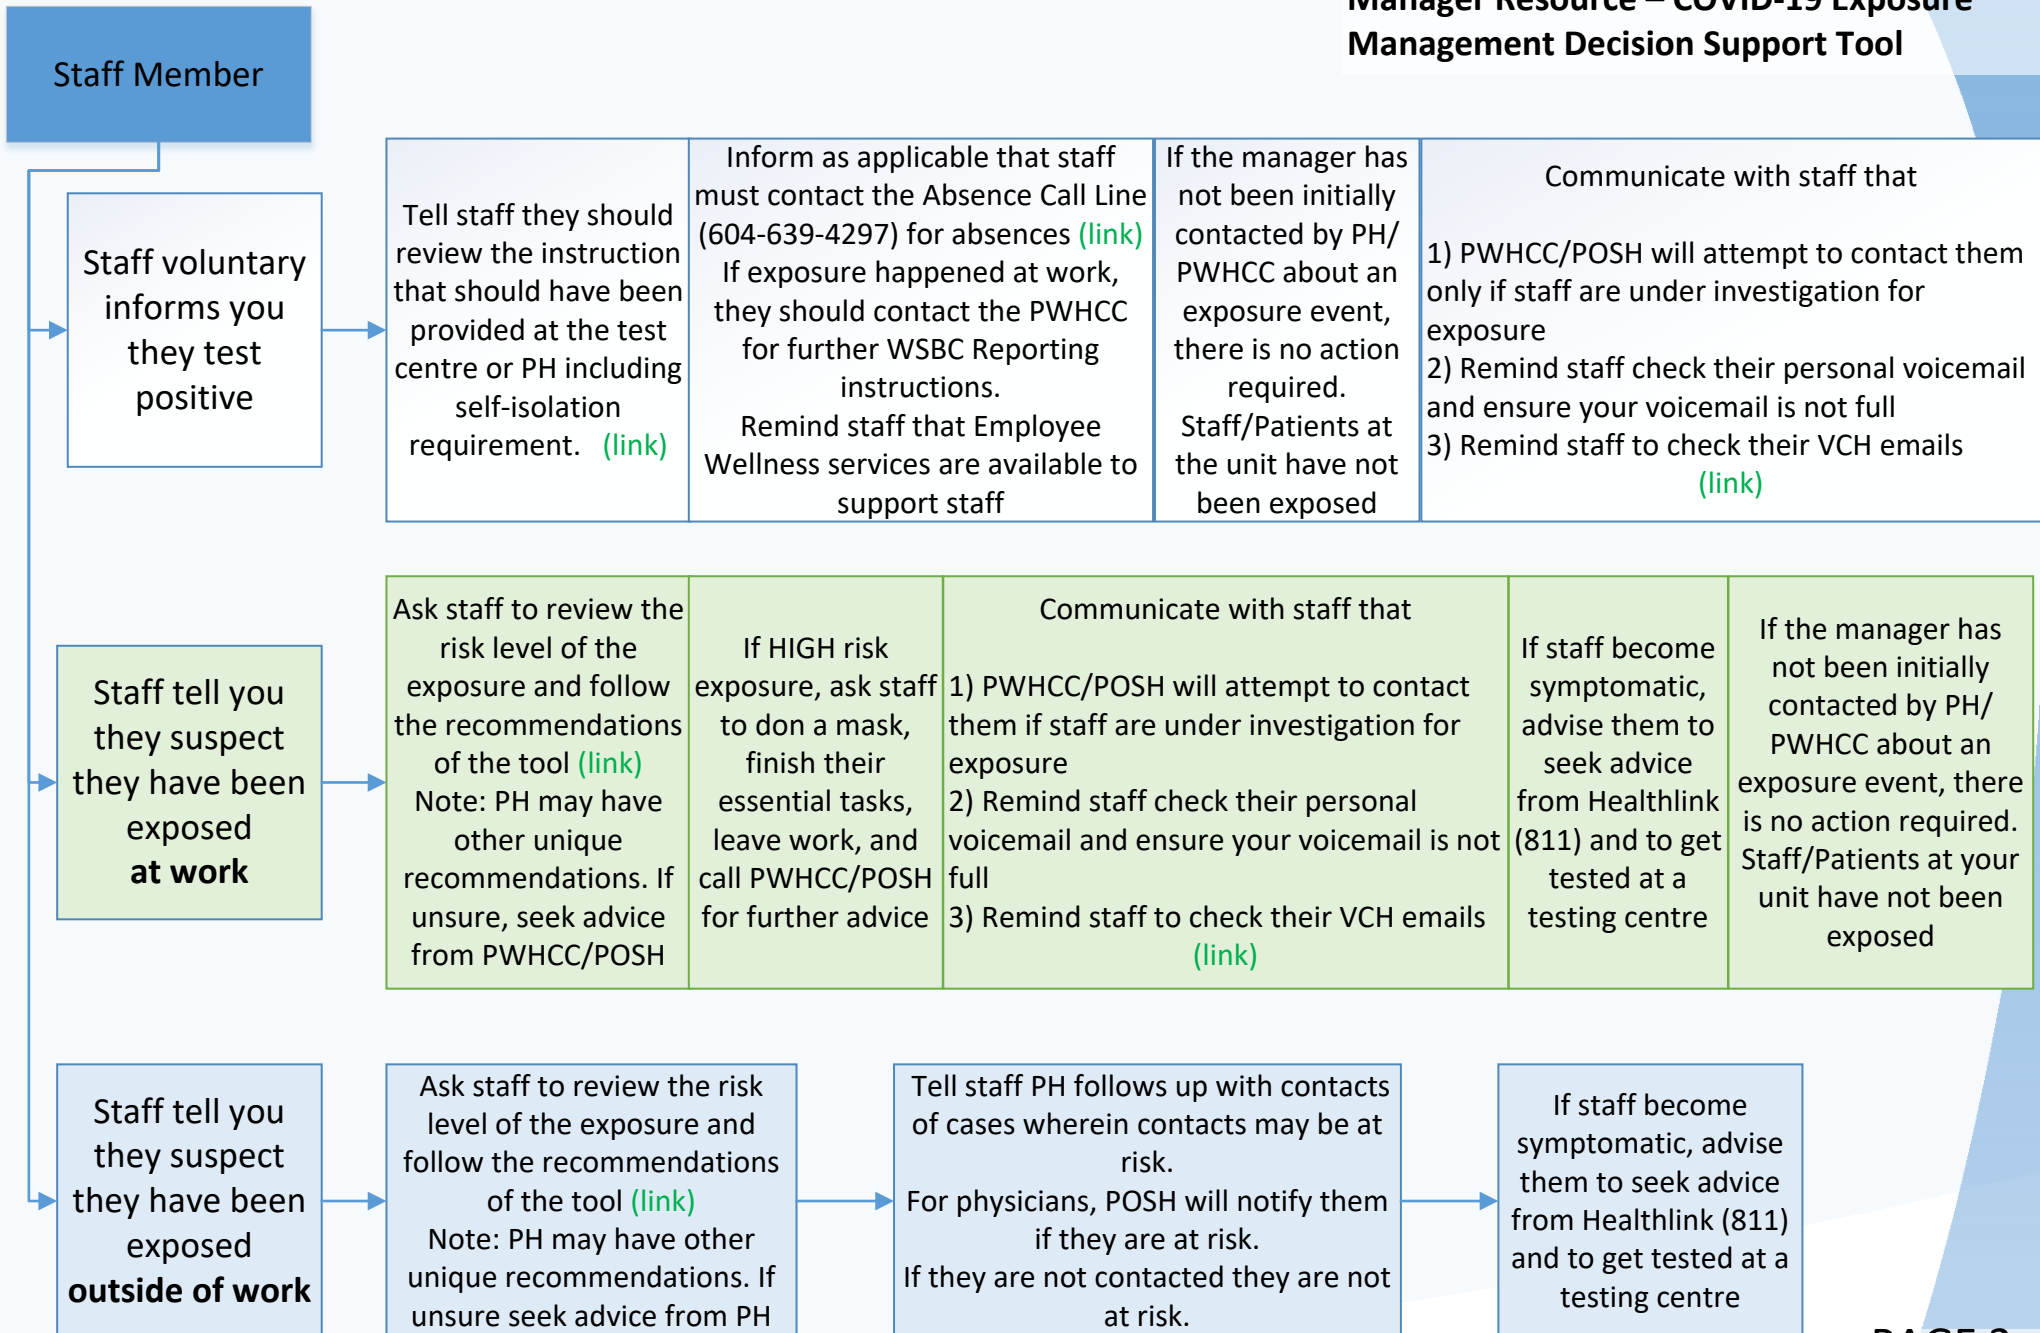 Manager Resource – COVID-19 Exposure
Management Decision Support Tool
Staff Member
Staff voluntary
informs you
they test
positive
Tell staff they should
review the instruction
that should have been
provided at the test
centre or PH including
self-isolation
requirement. (link)
Inform as applicable that staff
must contact the Absence Call Line
(604-639-4297) for absences (link)
If exposure happened at work,
they should contact the PWHCC
for further WSBC Reporting
instructions.
Remind staff that Employee
Wellness services are available to
support staff
If the manager has
not been initially
contacted by PH/
PWHCC about an
exposure event,
there is no action
required.
Staff/Patients at
the unit have not
been exposed
Communicate with staff that
1) PWHCC/POSH will attempt to contact them
only if staff are under investigation for
exposure
2) Remind staff check their personal voicemail
and ensure your voicemail is not full
3) Remind staff to check their VCH emails
(link)
Staff tell you
they suspect
they have been
exposed
at work
Ask staff to review the
risk level of the
exposure and follow
the recommendations
of the tool (link)
Note: PH may have
other unique
recommendations. If
unsure, seek advice
from PWHCC/POSH
If HIGH risk
exposure, ask staff
to don a mask,
finish their
essential tasks,
leave work, and
call PWHCC/POSH
for further advice
Communicate with staff that
1) PWHCC/POSH will attempt to contact
them if staff are under investigation for
exposure
2) Remind staff check their personal
voicemail and ensure your voicemail is not
full
3) Remind staff to check their VCH emails
(link)
If staff become
symptomatic,
advise them to
seek advice
from Healthlink
(811) and to get
tested at a
testing centre
If the manager has
not been initially
contacted by PH/
PWHCC about an
exposure event, there
is no action required.
Staff/Patients at your
unit have not been
exposed
Staff tell you
they suspect
they have been
exposed
outside of work
Ask staff to review the risk
level of the exposure and
follow the recommendations
of the tool (link)
Note: PH may have other
unique recommendations. If
unsure seek advice from PH
Tell staff PH follows up with contacts
of cases wherein contacts may be at
risk.
For physicians, POSH will notify them
if they are at risk.
If they are not contacted they are not
at risk.
If staff become
symptomatic, advise
them to seek advice
from Healthlink (811)
and to get tested at a
testing centre